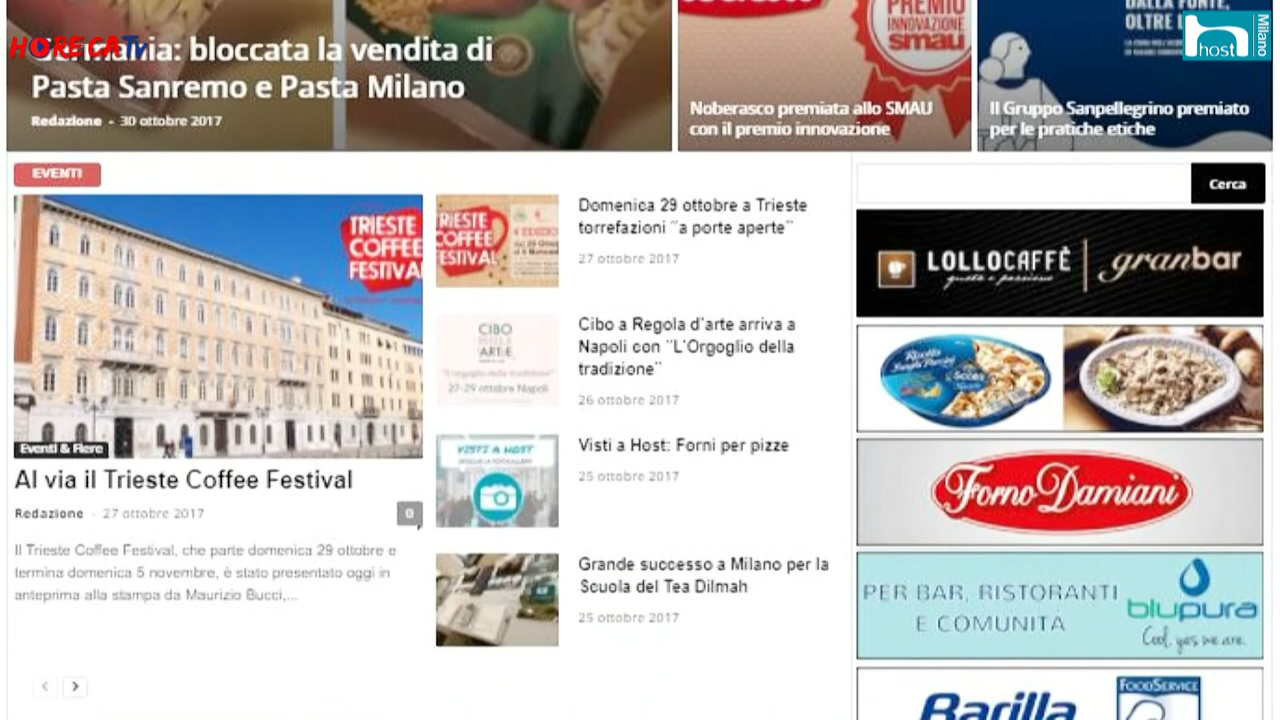 HORECATV
bloccata la vendita di
Pasta Sanremo e Pasta Milano
Redazione - 30 ottobre 2017
PREMIO
INNOVAZIONE
smau
Noberasco premiata allo SMAU
con il premio innovazione
DALLA FONTE,
OLTRE
Il Gruppo Sanpellegrino premiato
per le pratiche etiche
host
Milano
EVENTI
Cerca
TRIESTE
COFFEE
FESTIVAL
Eventi & Fiere
Al via il Trieste Coffee Festival
Redazione - 27 ottobre 2017
0
Il Trieste Coffee Festival, che parte domenica 29 ottobre e
termina domenica 5 novembre, è stato presentato oggi in
anteprima alla stampa da Maurizio Bucci,...
TRIESTE
COFFEE
FESTIVAL
Domenica 29 ottobre a Trieste
torrefazioni “a porte aperte”
27 ottobre 2017
CIBO
ARTE
27-29 ottobre Napoli
Cibo a Regola d'arte arriva a
Napoli con “L'Orgoglio della
tradizione”
26 ottobre 2017
VISTI A HOST
Visti a Host: Forni per pizze
25 ottobre 2017
Grande successo a Milano per la
Scuola del Tea Dilmah
25 ottobre 2017
LOLLOCAFFÈ
gusto e passione
granbar
Risotto
Forno Damiani
PER BAR, RISTORANTI
E COMUNITÀ
blupura
Cool, yes we are.
Barilla
FOODSERVICE